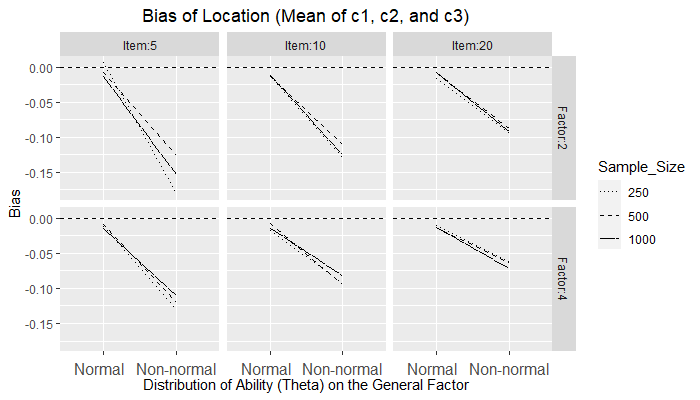 Bias of Location (Mean of c1, c2, and c3)
Item:5
Item:10
Item:20
0.00
-0.05
-0.10
-0.15
Factor:2
Bias
0.00
-0.05
-0.10
-0.15
Factor:4
Normal
Non-normal
Normal
Non-normal
Normal
Non-normal
Distribution of Ability (Theta) on the General Factor
Sample_Size
250
500
1000